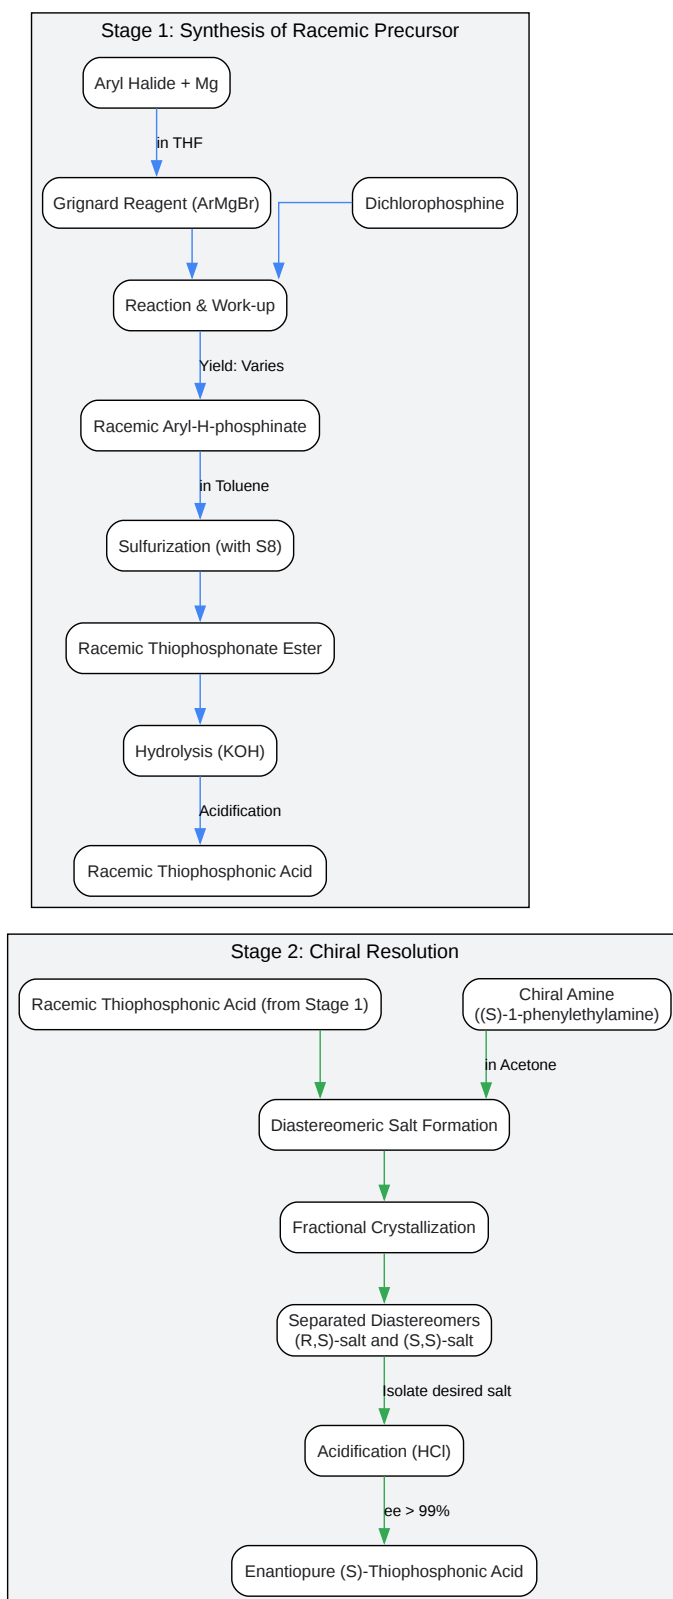 Stage 1: Synthesis of Racemic Precursor
Aryl Halide + Mg
in THF
Grignard Reagent (ArMgBr)
Dichlorophosphine
Reaction & Work-up
Yield: Varies
Racemic Aryl-H-phosphinate
in Toluene
Sulfurization (with S8)
Racemic Thiophosphonate Ester
Hydrolysis (KOH)
Acidification
Racemic Thiophosphonic Acid
Stage 2: Chiral Resolution
Racemic Thiophosphonic Acid (from Stage 1)
Chiral Amine
((S)-1-phenylethylamine)
in Acetone
Diastereomeric Salt Formation
Fractional Crystallization
Separated Diastereomers
(R,S)-salt and (S,S)-salt
Isolate desired salt
Acidification (HCl)
ee > 99%
Enantiopure (S)-Thiophosphonic Acid